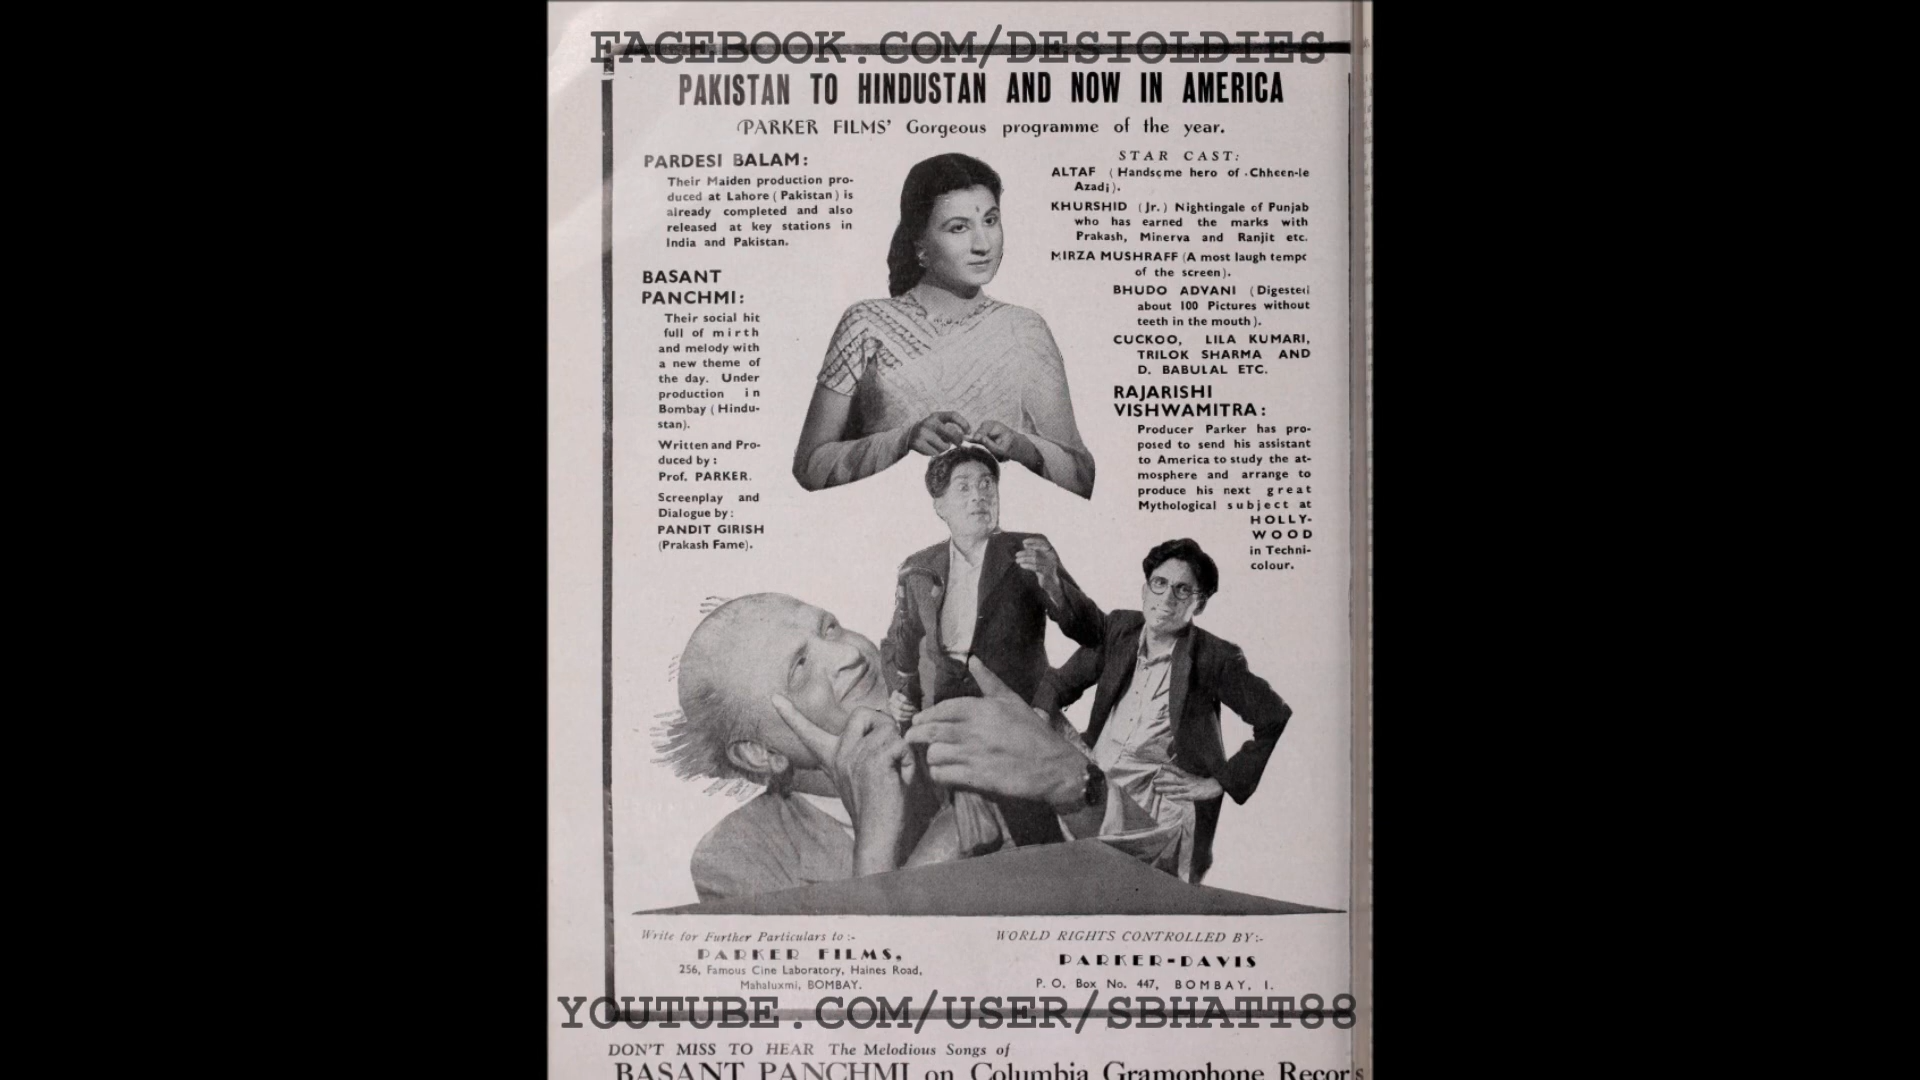 FACEBOOK.COM/DESIOLDIES
PAKISTAN TO HINDUSTAN AND NOW IN AMERICA
PARKER FILMS' Gorgeous programme of the year.
PARDESI BALAM:
Their Maiden production pro-
duced at Lahore (Pakistan) is
already completed and also
released at key stations in
India and Pakistan.
BASANT
PANCHMI:
Their social hit
full of mirth
and melody with
a new theme of
the day. Under
production in
Bombay (Hindu-
stan).
Written and Pro-
duced by:
Prof. PARKER.
Screenplay and
Dialogue by:
PANDIT GIRISH
(Prakash Fame).
STAR CAST:
ALTAF (Handsome hero of Chheen-le
Azadi).
KHURSHID (Jr.) Nightingale of Punjab
who has earned the marks with
Prakash, Minerva and Ranjit etc.
MIRZA MUSHRAFF (A most laugh tempo
of the screen).
BHUDO ADVANI (Digested
about 100 Pictures without
teeth in the mouth).
CUCKOO, LILA KUMARI,
TRILOK SHARMA AND
D. BABULAL ETC.
RAJARISHI
VISHWAMITRA:
Producer Parker has pro-
posed to send his assistant
to America to study the at-
mosphere and arrange to
produce his next great
Mythological subject at
HOLLY-
WOOD
in Techni-
colour.
Write for Further Particulars to :-
PARKER FILMS,
256, Famous Cine Laboratory, Haines Road,
Mahaluxmi, BOMBAY.
WORLD RIGHTS CONTROLLED BY:-
PARKER-DAVIS
P. O. Box No. 447, BOMBAY, 1.
YOUTUBE.COM/USER/SBHATT88
DON'T MISS TO HEAR The Melodious Songs of
BASANT PANCHMI on Columbia Gramophone Records